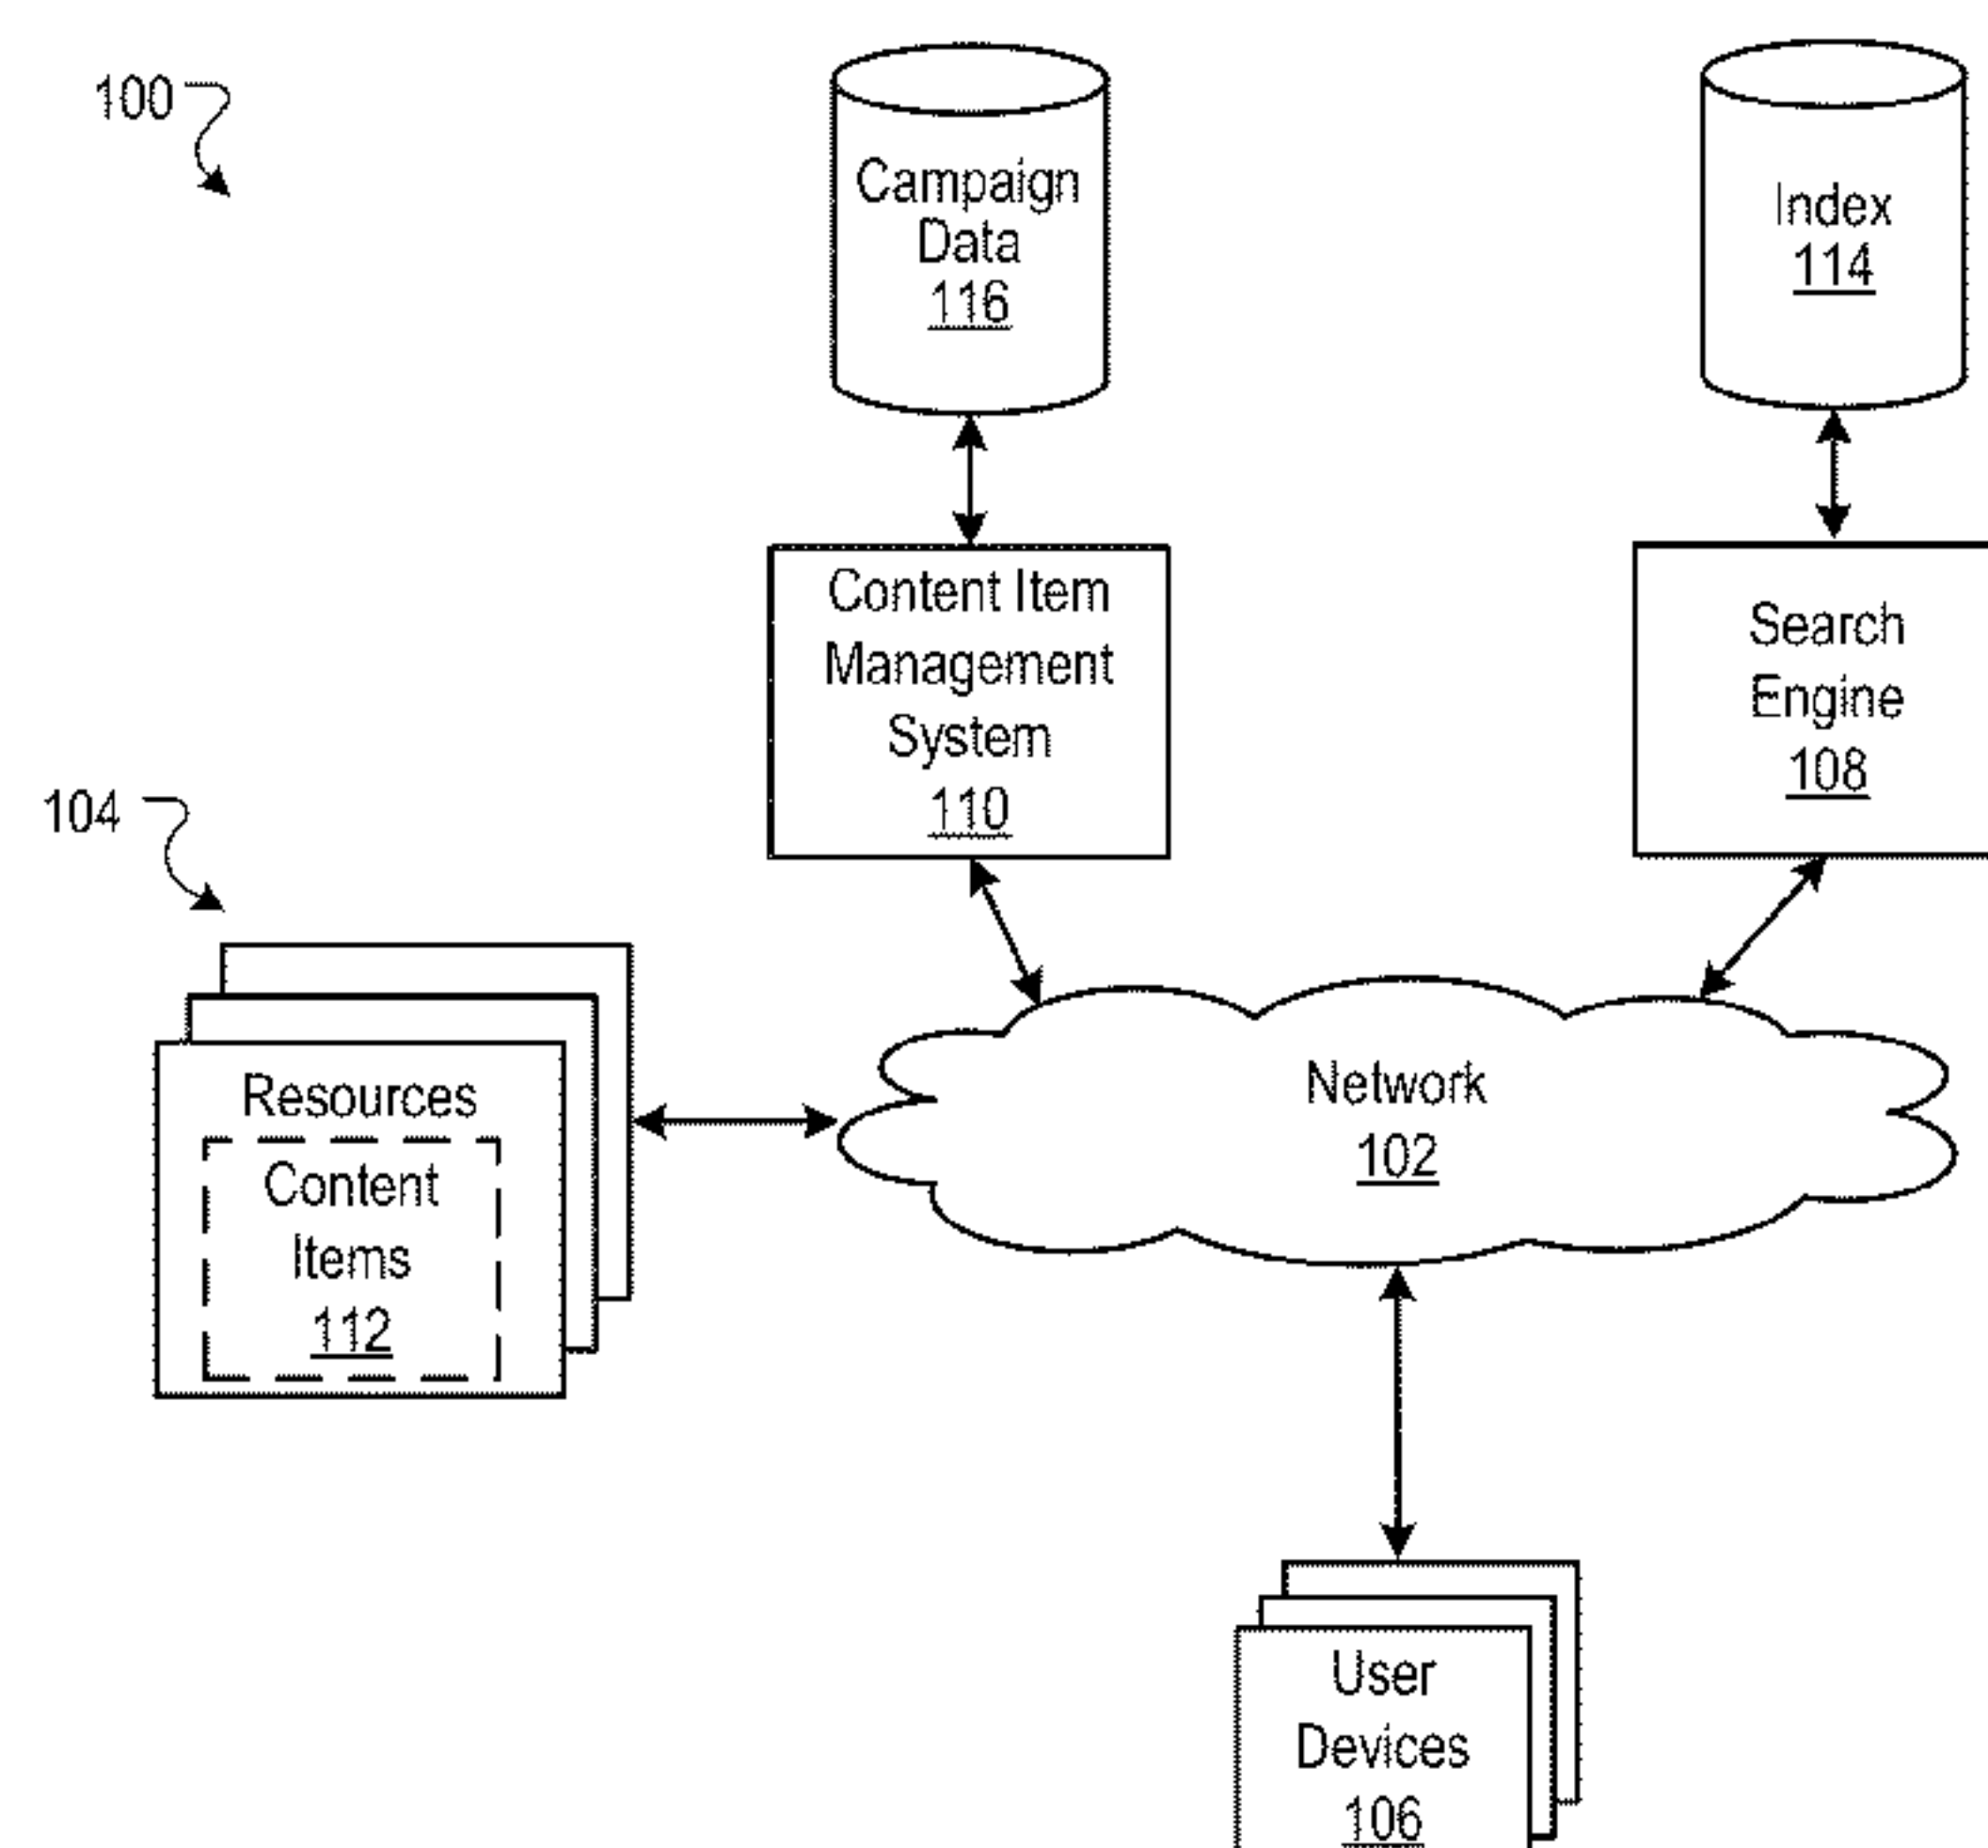 100
Campaign
Data
116
Index
114
Content Item
Management
System
110
Search
Engine
108
104
Resources
Content
Items
112
Network
102
User
Devices
106